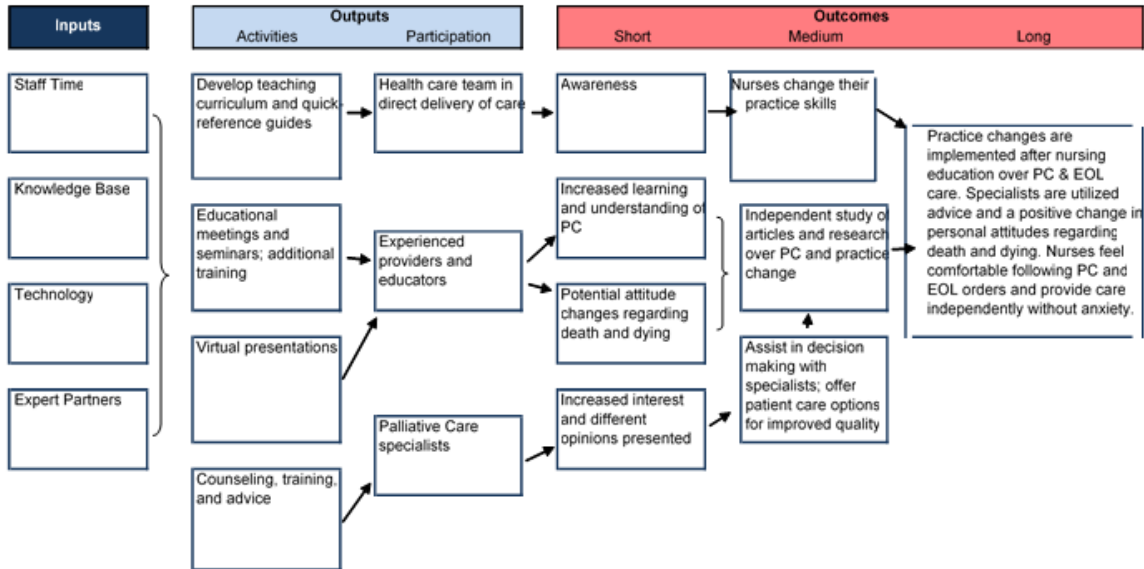 Inputs
Outputs
Activities
Participation
Outcomes
Short
Medium
Long
Staff Time
Knowledge Base
Technology
Expert Partners
Develop teaching
curriculum and quick-
reference guides
Educational
meetings and
seminars; additional
training
Virtual presentations
Counseling, training,
and advice
Health care team in
direct delivery of care
Experienced
providers and
educators
Palliative Care
specialists
Awareness
Increased learning
and understanding of
PC
Potential attitude
changes regarding
death and dying
Increased interest
and different
opinions presented
Nurses change their
practice skills
Independent study of
articles and research
over PC and practice
change
Assist in decision
making with
specialists; offer
patient care options
for improved quality
Practice changes are
implemented after nursing
education over PC & EOL
care. Specialists are utilized
advice and a positive change in
personal attitudes regarding
death and dying. Nurses feel
comfortable following PC and
EOL orders and provide care
independently without anxiety.